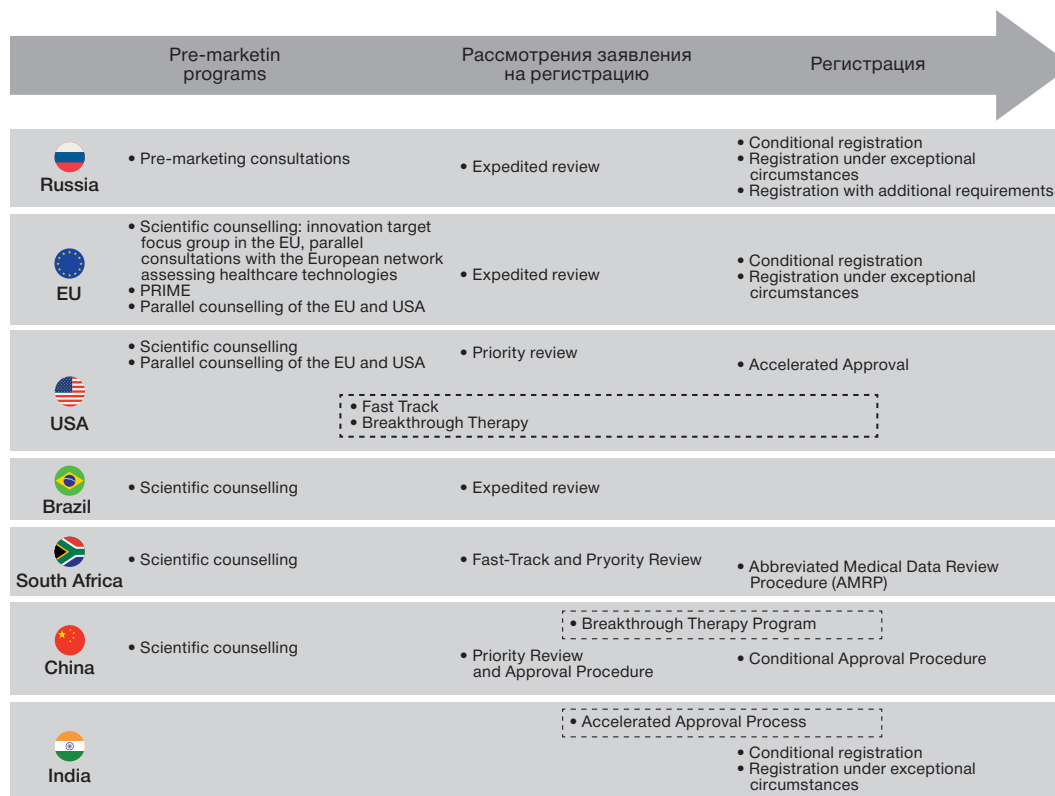 Pre-marketin
programs
Рассмотрения заявления
на регистрацию
Регистрация
Russia
• Pre-marketing consultations
• Expedited review
• Conditional registration
• Registration under exceptional
circumstances
• Registration with additional requirements
EU
• Scientific counselling: innovation target
focus group in the EU, parallel
consultations with the European network
assessing healthcare technologies
• PRIME
• Parallel counselling of the EU and USA
• Expedited review
• Conditional registration
• Registration under exceptional
circumstances
USA
• Scientific counselling
• Parallel counselling of the EU and USA
• Priority review
• Accelerated Approval
• Fast Track
• Breakthrough Therapy
Brazil
• Scientific counselling
• Expedited review
South Africa
• Scientific counselling
• Fast-Track and Pryority Review
• Abbreviated Medical Data Review
Procedure (AMRP)
China
• Scientific counselling
• Breakthrough Therapy Program
• Priority Review
and Approval Procedure
• Conditional Approval Procedure
India
• Accelerated Approval Process
• Conditional registration
• Registration under exceptional
circumstances